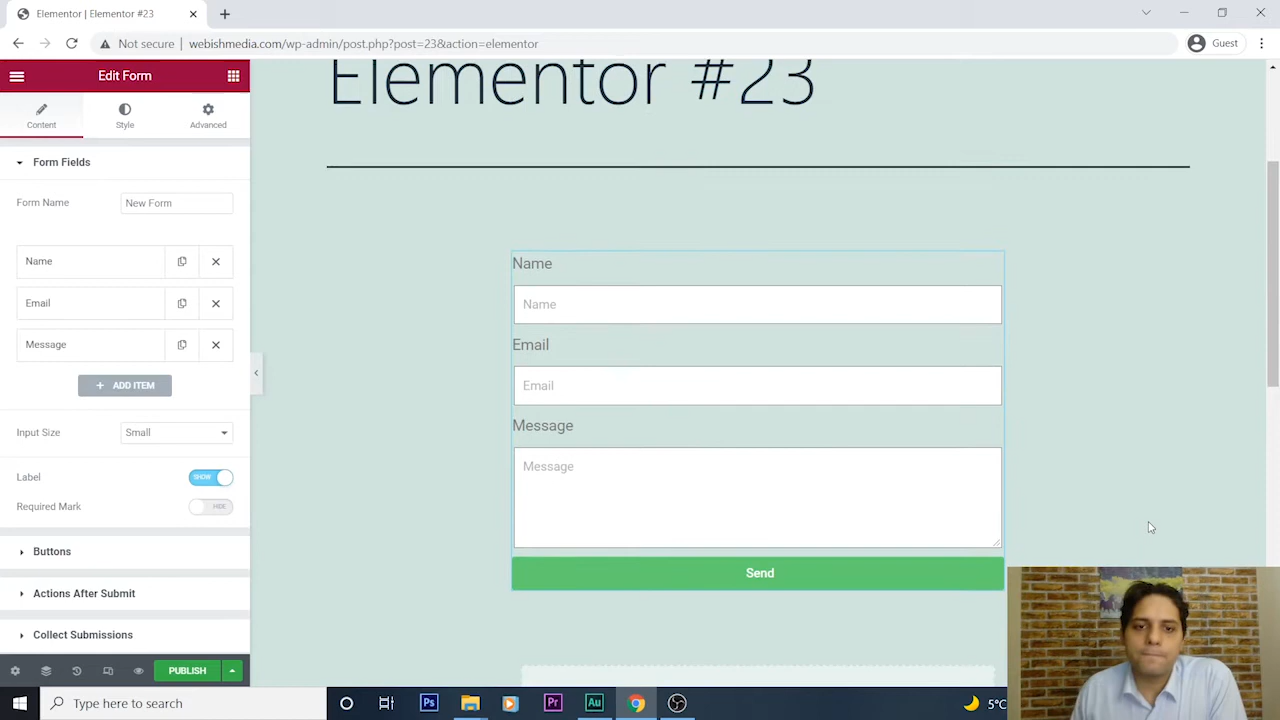 Elementor | Elementor #23
Not secure
webishmedia.com/wp-admin/post.php?post=23&action=elementor
Guest
Edit Form
Content
Style
Advanced
Form Fields
Form Name
New Form
Name
Email
Message
ADD ITEM
Input Size
Small
Label
SHOW
Required Mark
HIDE
Buttons
Actions After Submit
Collect Submissions
PUBLISH
Elementor #23
Name
Name
Email
Email
Message
Message
Send
Type here to search
Ps
Pr
Au
5°C